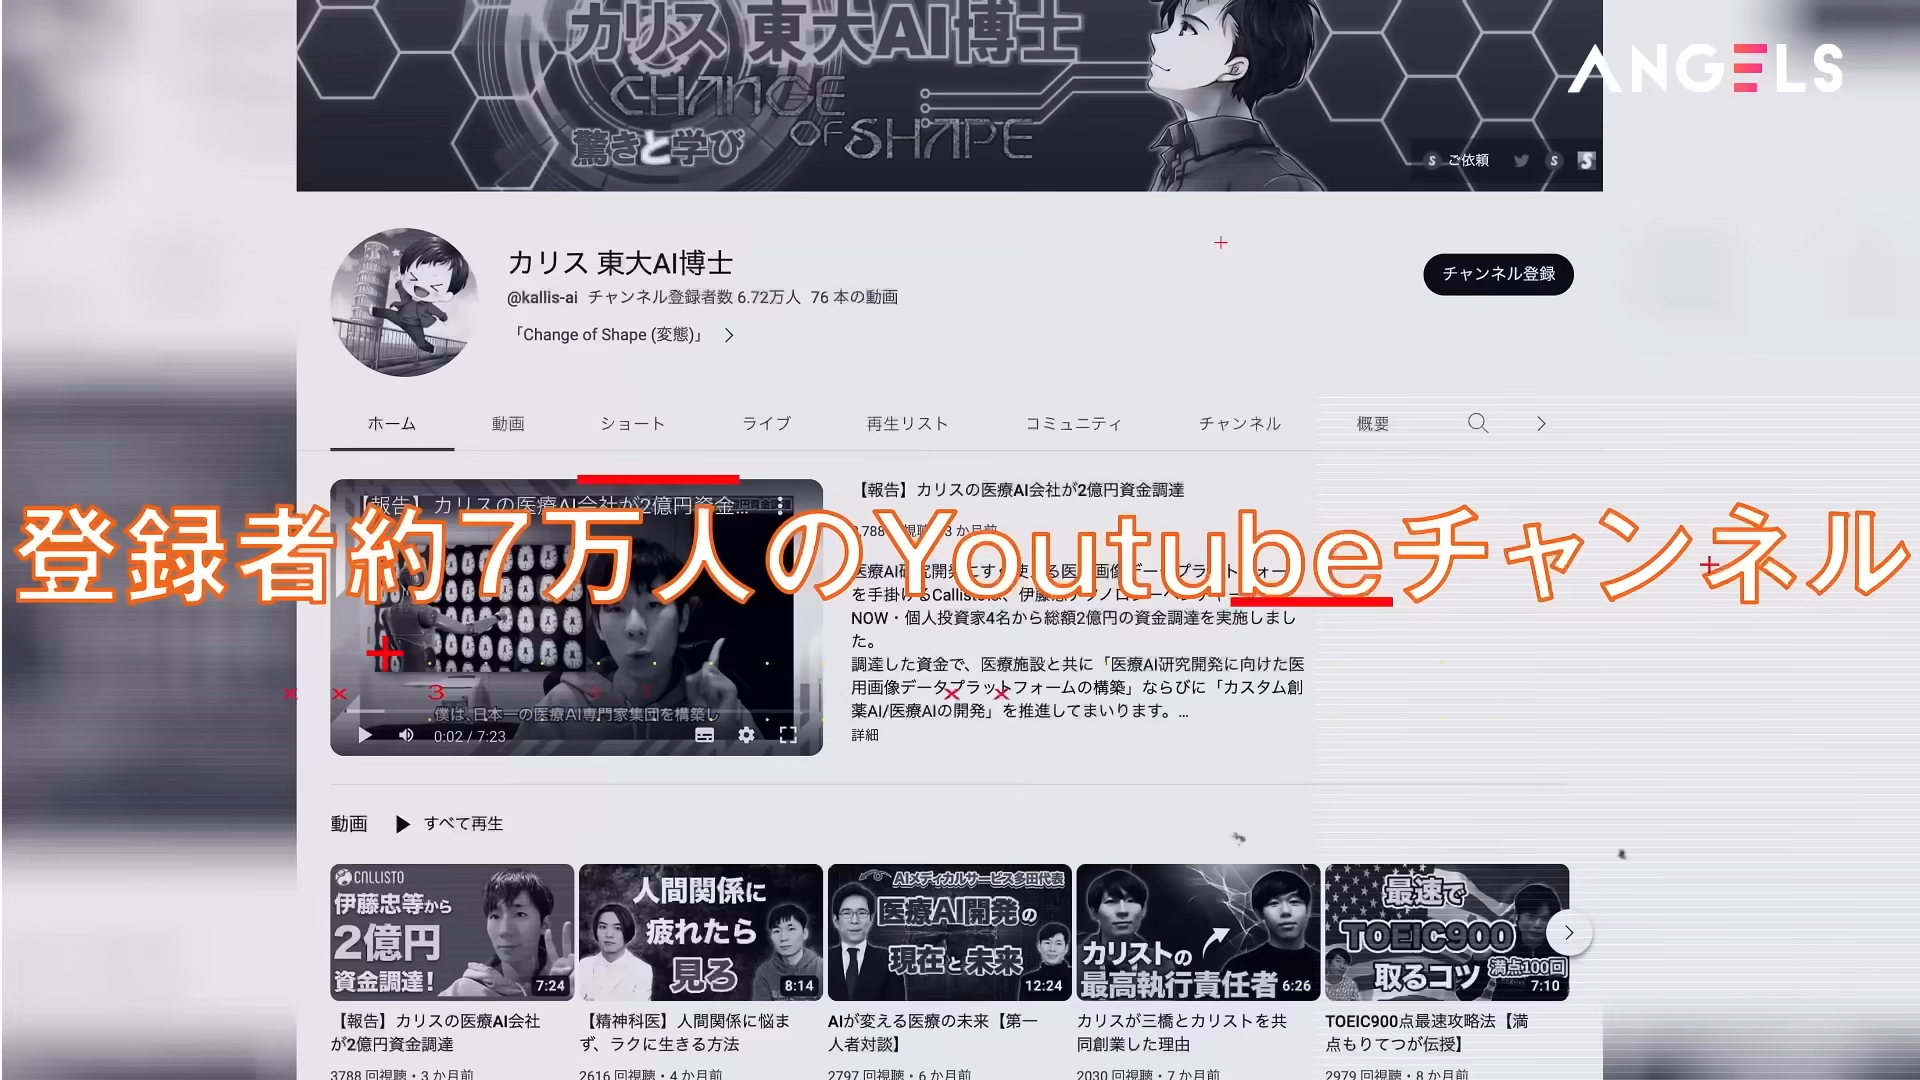 カリス 東大AI博士
CHANGE OF SHAPE
驚きと学び
ANGELS
ご依頼
カリス 東大AI博士
@kallis-ai チャンネル登録者数 6.72万人 76 本の動画
「Change of Shape (変態)」
チャンネル登録
ホーム 動画 ショート ライブ 再生リスト コミュニティ チャンネル 概要
【報告】カリスの医療AI会社が2億円資金...
【報告】カリスの医療AI会社が2億円資金調達
登録者約7万人のYoutubeチャンネル
NOW・個人投資家4名から総額2億円の資金調達を実施しまし
た。
調達した資金で、医療施設と共に「医療AI研究開発に向けた医
用画像データプラットフォームの構築」ならびに「カスタム創
薬AI/医療AIの開発」を推進してまいります。...
詳細
僕は、日本一の医療AI専門家集団を構築し
0:02 / 7:23
動画 すべて再生
CALLISTO
伊藤忠等から
2億円
資金調達!
7:24
人間関係に
疲れたら
見ろ
8:14
AIメディカルサービス多田代表
医療AI開発の
現在と未来
12:24
カリストの
最高執行責任者
6:26
最速で
TOEIC900
取るコツ
満点100回
7:10
【報告】カリスの医療AI会社
が2億円資金調達
3788 回視聴・3 か月前
【精神科医】人間関係に悩ま
ず、ラクに生きる方法
2616 回視聴・4 か月前
AIが変える医療の未来【第一
人者対談】
2797 回視聴・6 か月前
カリスが三橋とカリストを共
同創業した理由
2030 回視聴・7 か月前
TOEIC900点最速攻略法【満
点もりてつが伝授】
2979 回視聴・8 か月前